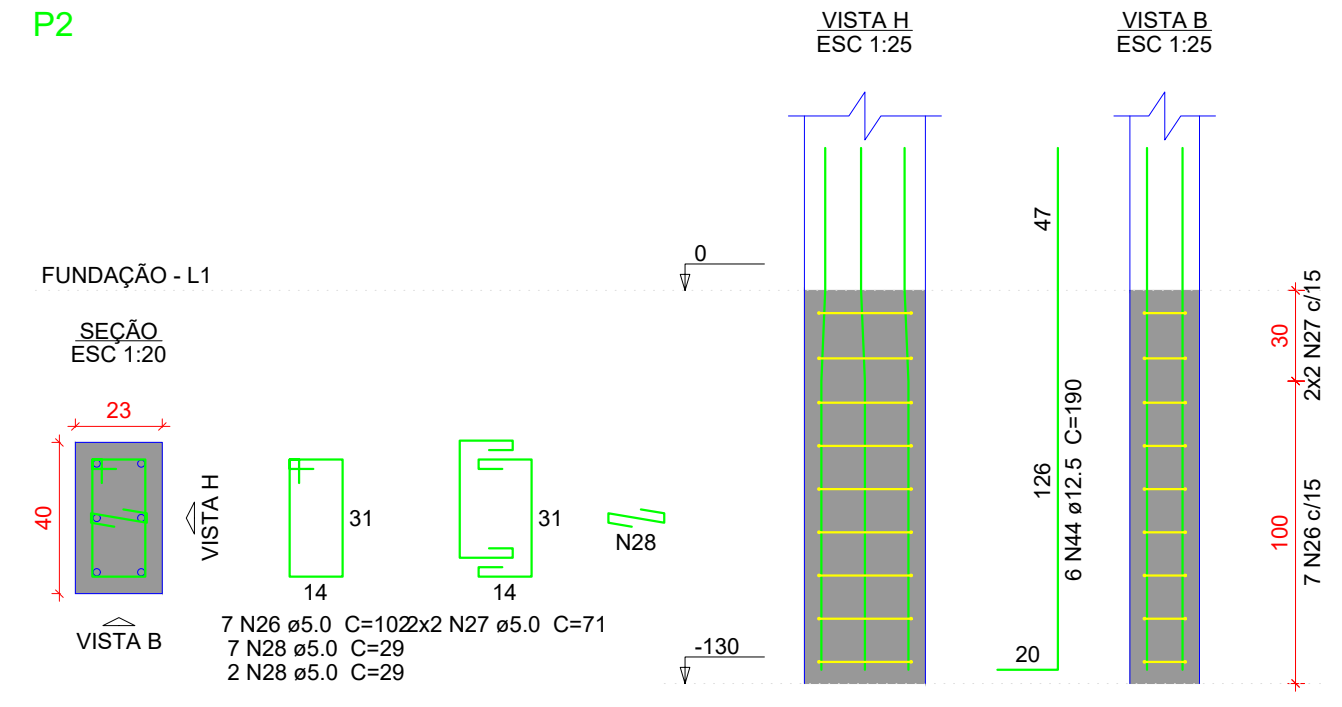 P2
VISTA H
ESC 1:25
VISTA B
ESC 1:25
FUNDAÇÃO - L1
0
47
SEÇÃO
ESC 1:20
23
40
VISTA H
VISTA B
31
14
31
14
N28
7 N26 ø5.0 C=102
2x2 N27 ø5.0 C=71
7 N28 ø5.0 C=29
2 N28 ø5.0 C=29
-130
126
6 N44 ø12.5 C=190
20
30
2x2 N27 c/15
100
7 N26 c/15